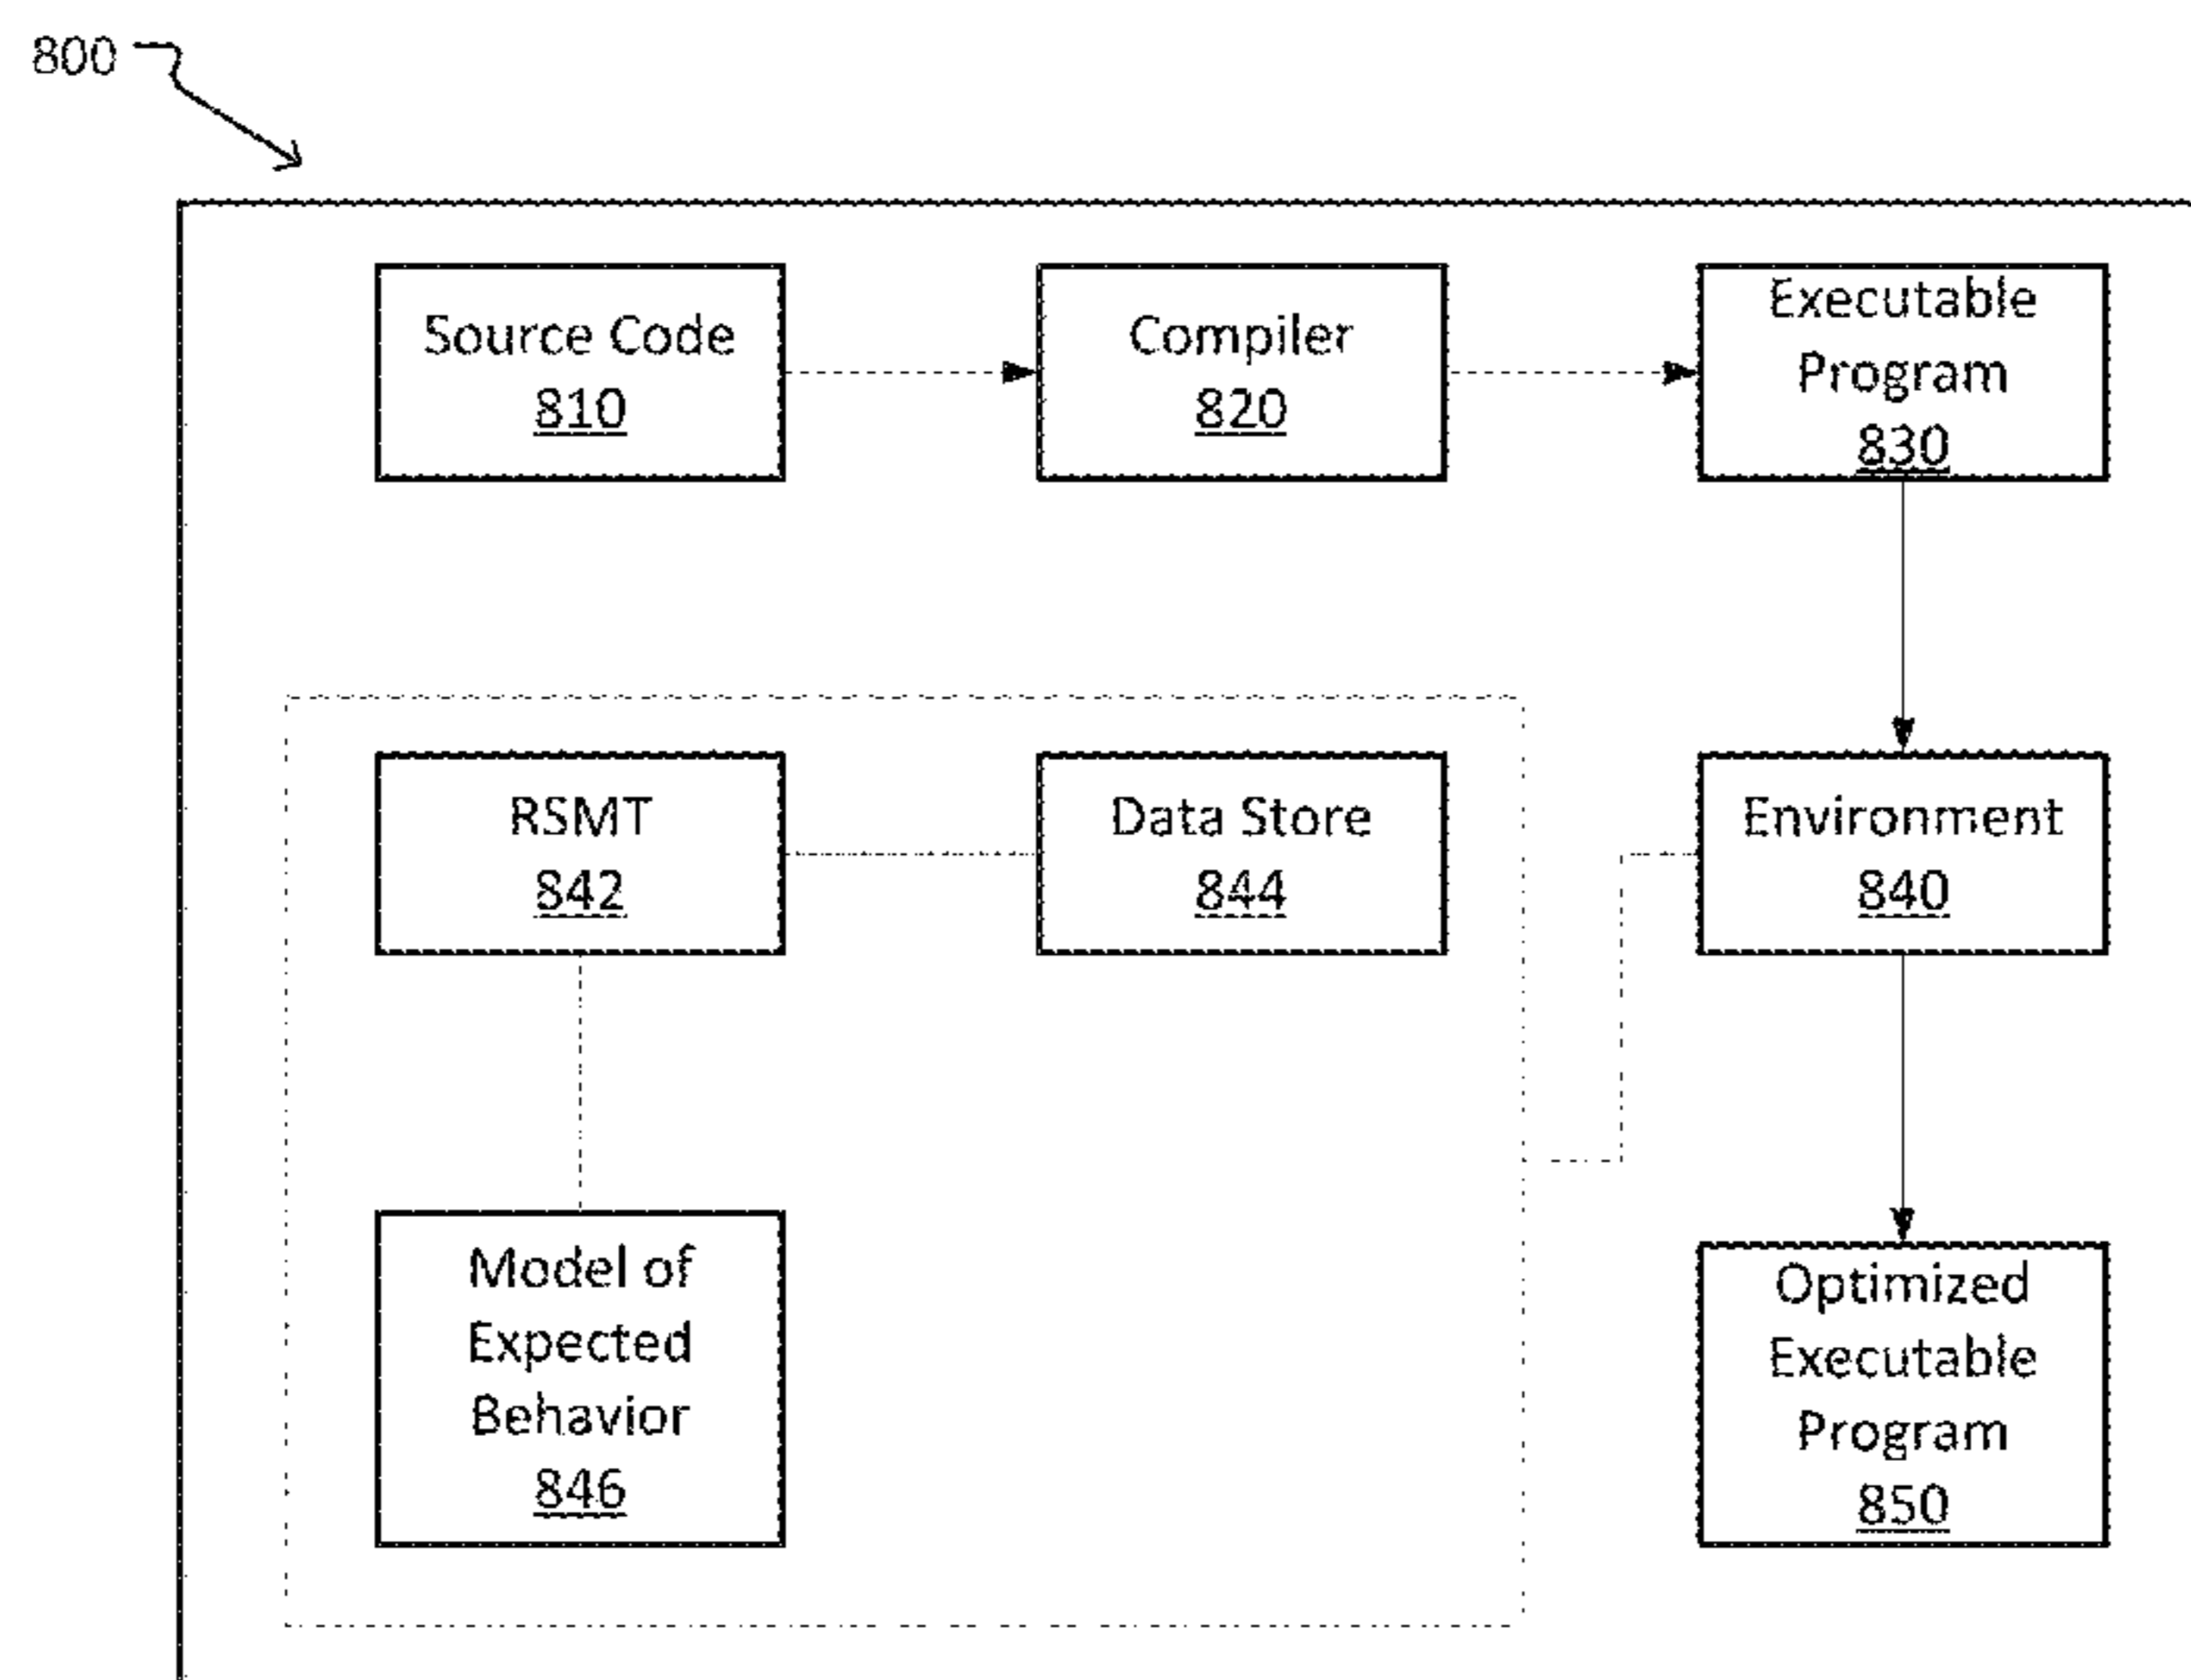 800
Source Code
810
Compiler
820
Executable
Program
830
RSMT
842
Data Store
844
Environment
840
Model of
Expected
Behavior
846
Optimized
Executable
Program
850